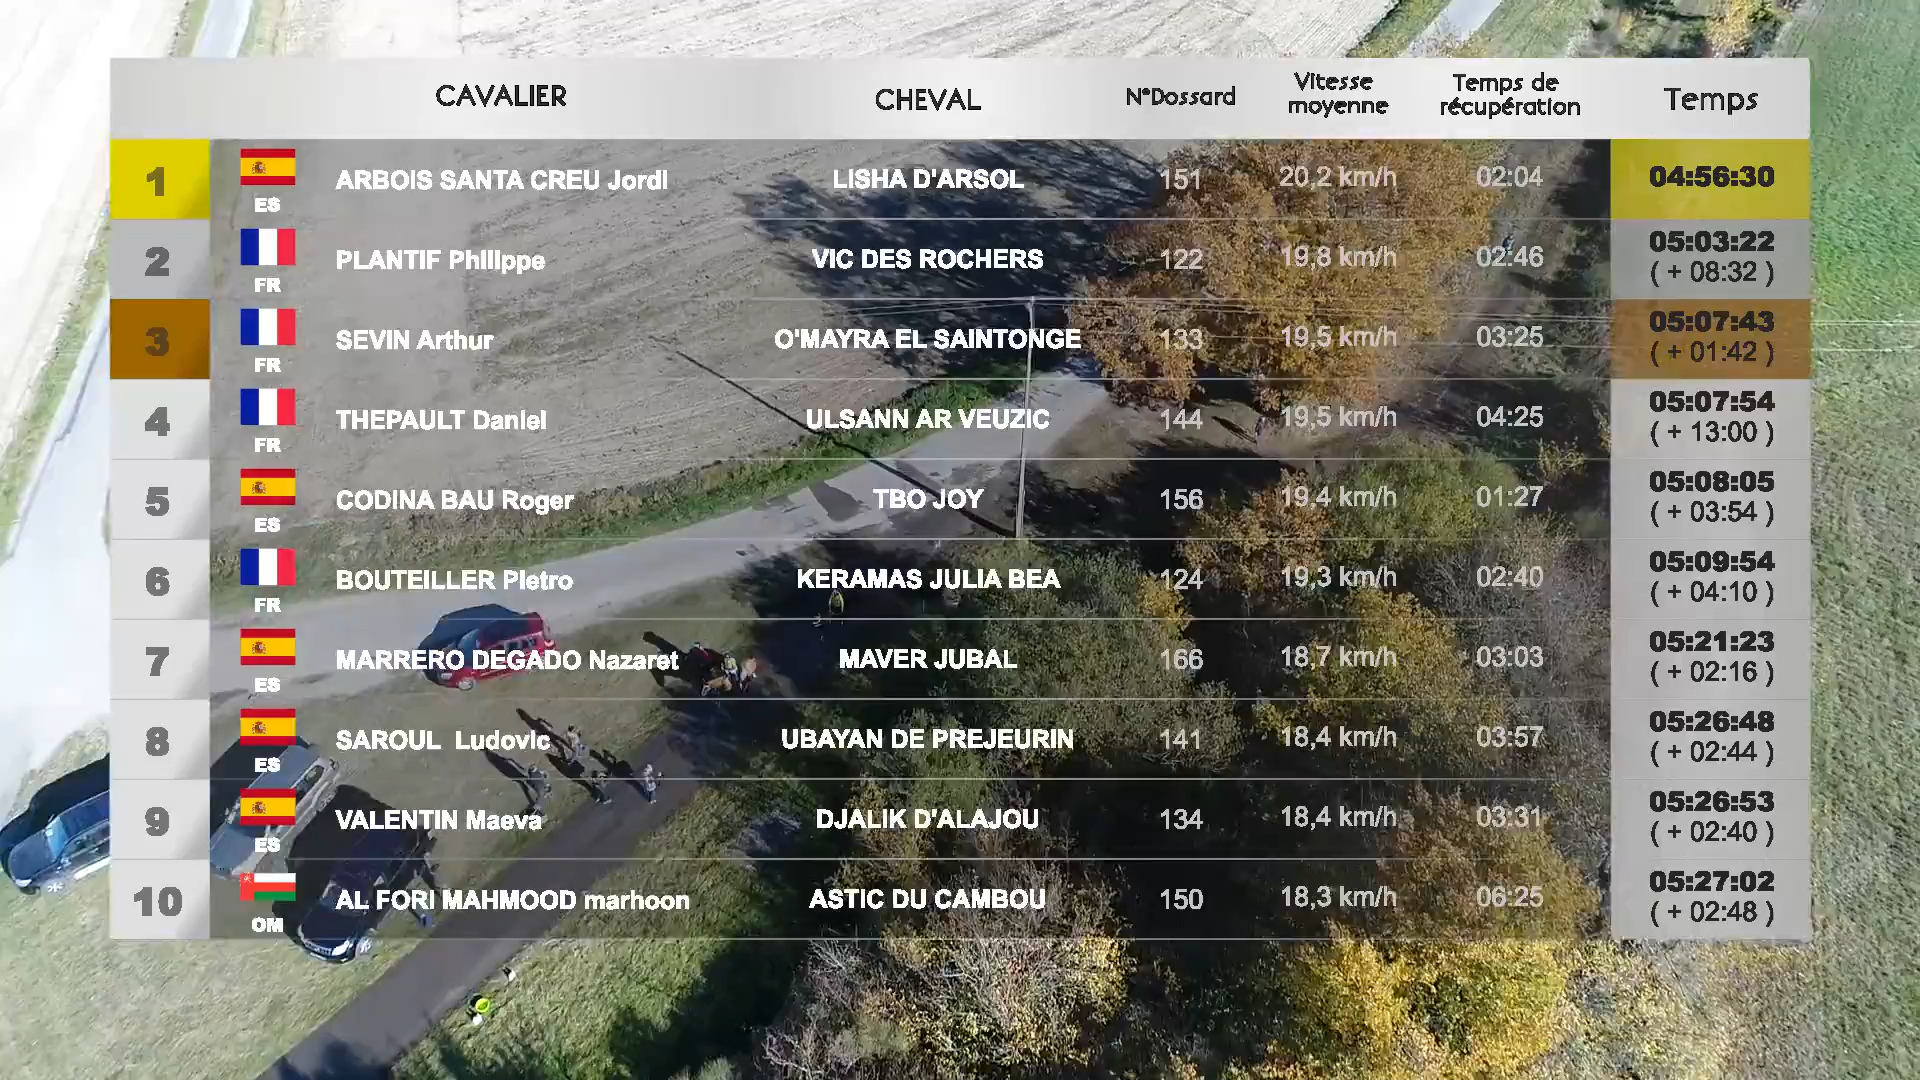 CAVALIER CHEVAL N°Dossard Vitesse moyenne Temps de récupération Temps
1 ES ARBOIS SANTA CREU Jordi LISHA D'ARSOL 151 20,2 km/h 02:04 04:56:30
2 FR PLANTIF Philippe VIC DES ROCHERS 122 19,8 km/h 02:46 05:03:22 ( + 08:32 )
3 FR SEVIN Arthur O'MAYRA EL SAINTONGE 133 19,5 km/h 03:25 05:07:43 ( + 01:42 )
4 FR THEPAULT Daniel ULSANN AR VEUZIC 144 19,5 km/h 04:25 05:07:54 ( + 13:00 )
5 ES CODINA BAU Roger TBO JOY 156 19,4 km/h 01:27 05:08:05 ( + 03:54 )
6 FR BOUTEILLER Pietro KERAMAS JULIA BEA 124 19,3 km/h 02:40 05:09:54 ( + 04:10 )
7 ES MARRERO DEGADO Nazaret MAVER JUBAL 166 18,7 km/h 03:03 05:21:23 ( + 02:16 )
8 ES SAROUL Ludovic UBAYAN DE PREJEURIN 141 18,4 km/h 03:57 05:26:48 ( + 02:44 )
9 ES VALENTIN Maeva DJALIK D'ALAJOU 134 18,4 km/h 03:31 05:26:53 ( + 02:40 )
10 OM AL FORI MAHMOOD marhoon ASTIC DU CAMBOU 150 18,3 km/h 06:25 05:27:02 ( + 02:48 )